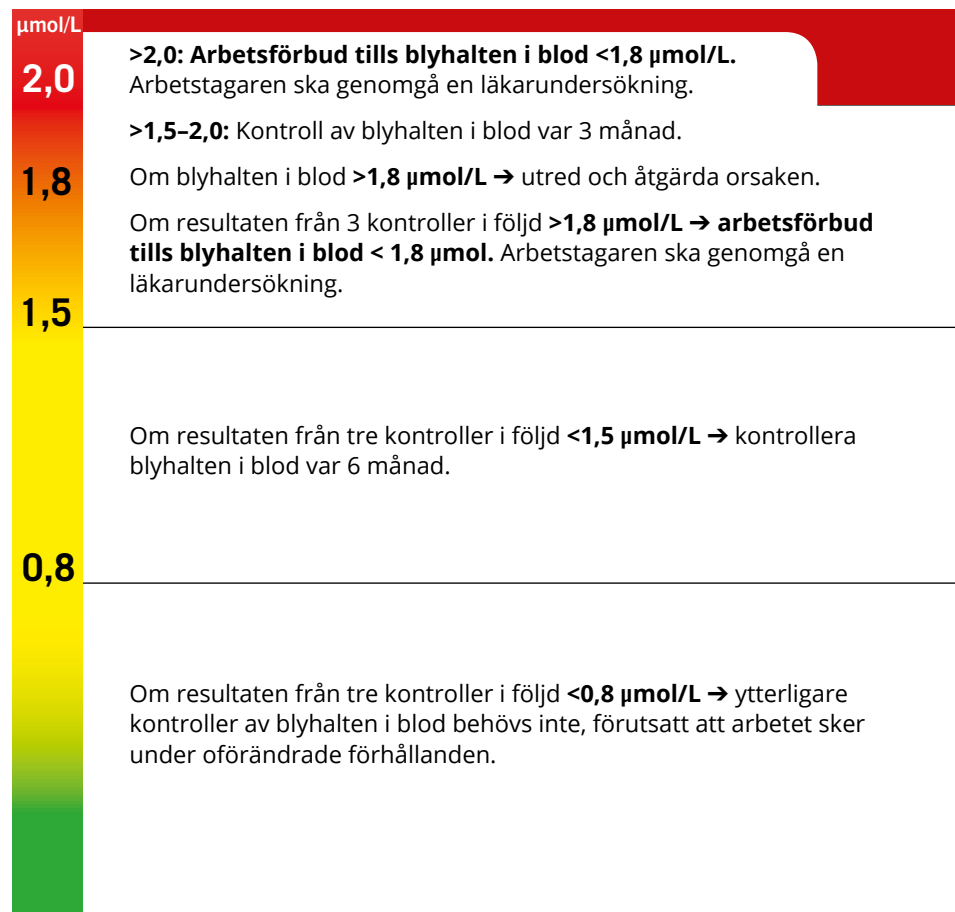 µmol/L
2,0
>2,0: Arbetsförbud tills blyhalten i blod <1,8 µmol/L.
Arbetstagaren ska genomgå en läkarundersökning.
>1,5–2,0: Kontroll av blyhalten i blod var 3 månad.
1,8
Om blyhalten i blod >1,8 µmol/L ➔ utred och åtgärda orsaken.
Om resultaten från 3 kontroller i följd >1,8 µmol/L ➔ arbetsförbud
tills blyhalten i blod < 1,8 µmol. Arbetstagaren ska genomgå en
läkarundersökning.
1,5
Om resultaten från tre kontroller i följd <1,5 µmol/L ➔ kontrollera
blyhalten i blod var 6 månad.
0,8
Om resultaten från tre kontroller i följd <0,8 µmol/L ➔ ytterligare
kontroller av blyhalten i blod behövs inte, förutsatt att arbetet sker
under oförändrade förhållanden.